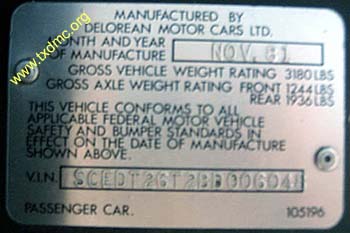 www.txdmc.org
MANUFACTURED BY
DELOREAN MOTOR CARS LTD.
MONTH AND YEAR
OF MANUFACTURE NOV. 81
GROSS VEHICLE WEIGHT RATING 3180 LBS
GROSS AXLE WEIGHT RATING FRONT 1244 LBS
REAR 1936 LBS
THIS VEHICLE CONFORMS TO ALL
APPLICABLE FEDERAL MOTOR VEHICLE
SAFETY AND BUMPER STANDARDS IN
EFFECT ON THE DATE OF MANUFACTURE
SHOWN ABOVE.
V.I.N.
PASSENGER CAR.
105196